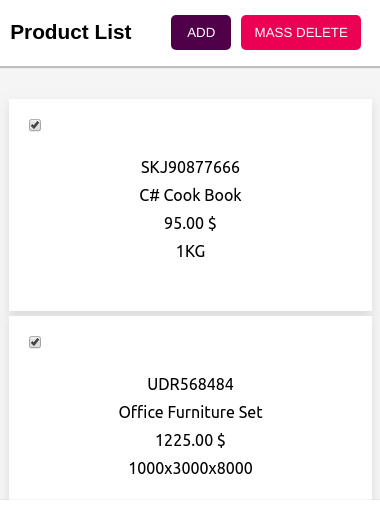 Product List
ADD
MASS DELETE
SKJ90877666
C# Cook Book
95.00 $
1KG
UDR568484
Office Furniture Set
1225.00 $
1000x3000x8000